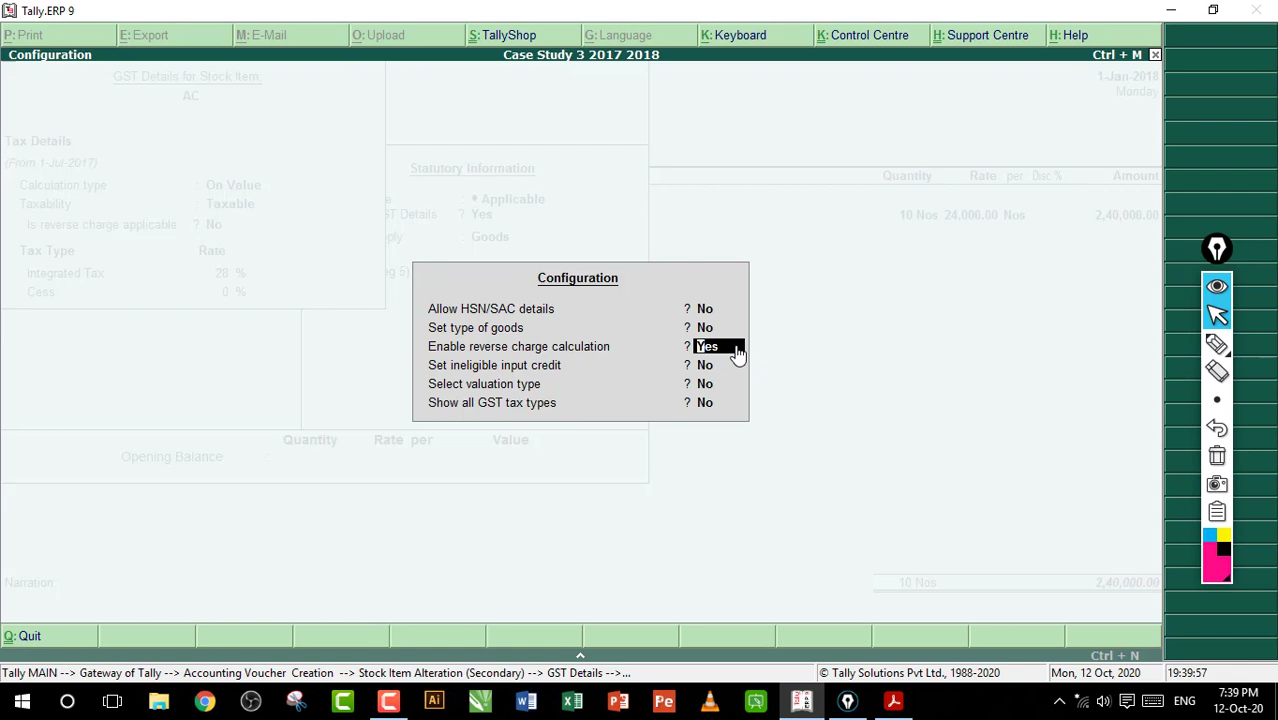 Tally.ERP 9
P: Print E: Export M: E-Mail O: Upload S: TallyShop G: Language K: Keyboard K: Control Centre H: Support Centre H: Help
Configuration Case Study 3 2017 2018 Ctrl + M
GST Details for Stock Item:
AC
1-Jan-2018
Monday
Tax Details
(From 1-Jul-2017)
Statutory Information
Quantity Rate per Disc % Amount
Calculation type : On Value
Taxability : Taxable
Is reverse charge applicable ? No
Tax Type Rate
Integrated Tax 28 %
Cess 0 %
Applicable
ST Details ? Yes
ply : Goods
10 Nos 24,000.00 Nos 2,40,000.00
Configuration
Allow HSN/SAC details ? No
Set type of goods ? No
Enable reverse charge calculation ? Yes
Set ineligible input credit ? No
Select valuation type ? No
Show all GST tax types ? No
Quantity Rate per Value
Opening Balance :
Narration:
10 Nos 2,40,000.00
Q: Quit
Ctrl + N
Tally MAIN --> Gateway of Tally --> Accounting Voucher Creation --> Stock Item Alteration (Secondary) --> GST Details -->... © Tally Solutions Pvt Ltd., 1988-2020 Mon, 12 Oct, 2020 19:39:57
ENG 7:39 PM
12-Oct-20